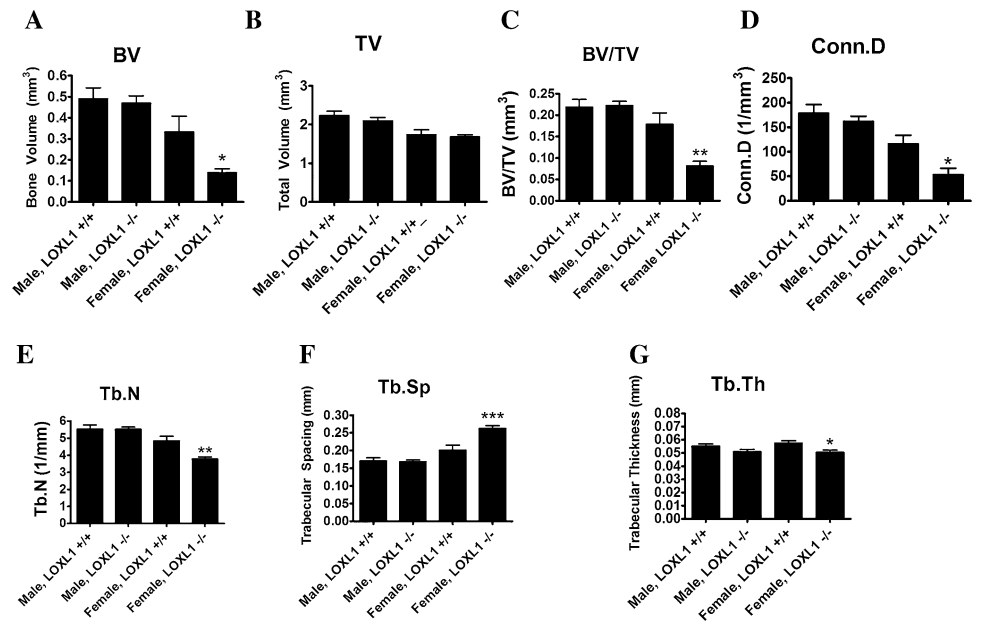 A
BV
Bone Volume (mm3)
0.6
0.5
0.4
0.3
0.2
0.1
0.0
*
Male, LOXL1 +/+
Male, LOXL1 -/-
Female, LOXL1 +/+
Female, LOXL1 -/-
B
TV
Total Volume (mm3)
3
2
1
0
Male, LOXL1 +/+
Male, LOXL1 -/-
Female, LOXL1 +/+_
Female, LOXL1 -/-
C
BV/TV
BV/TV (mm3)
0.25
0.20
0.15
0.10
0.05
0.00
**
Male, LOXL1 +/+
Male, LOXL1 -/-
Female, LOXL1 +/+
Female LOXL1 -/-
D
Conn.D
Conn.D (1/mm3)
250
200
150
100
50
0
*
Male, LOXL1 +/+
Male, LOXL1 -/-
Female, LOXL1 +/+
Female, LOXL1 -/-
E
Tb.N
Tb.N (1/mm)
6
5
4
3
2
1
0
**
Male, LOXL1 +/+
Male, LOXL1 -/-
Female, LOXL1 +/+
Female, LOXL1 -/-
F
Tb.Sp
Trabecular Spacing (mm)
0.30
0.25
0.20
0.15
0.10
0.05
0.00
***
Male, LOXL1 +/+
Male, LOXL1 -/-
Female, LOXL1 +/+
Female, LOXL1 -/-
G
Tb.Th
Trabecular Thickness (mm)
0.08
0.07
0.06
0.05
0.04
0.03
0.02
0.01
0.00
*
Male, LOXL1 +/+
Male, LOXL1 -/-
Female, LOXL1 +/+
Female, LOXL1 -/-